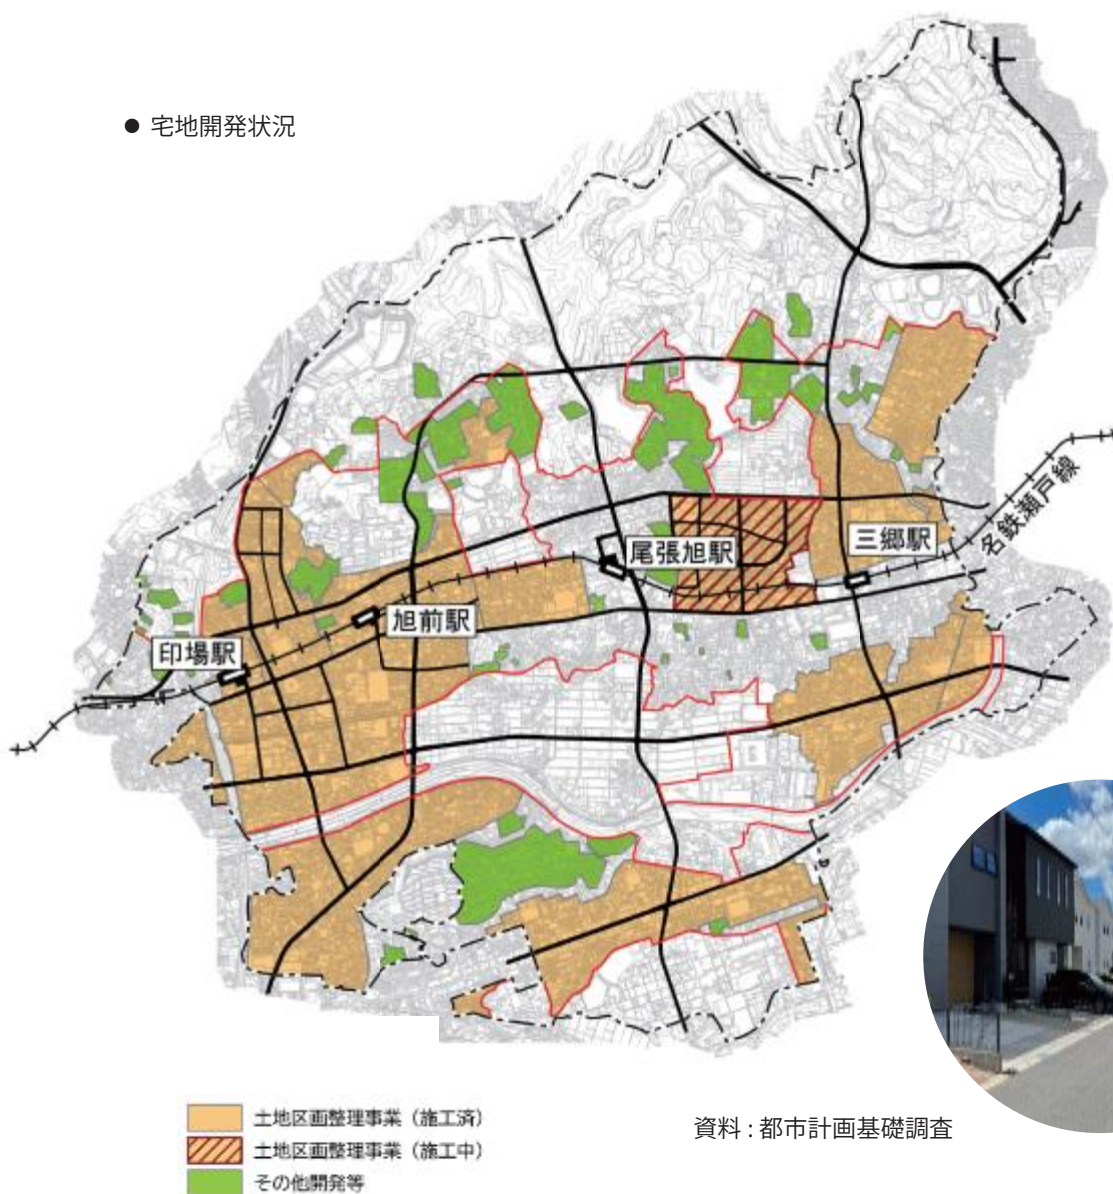 ● 宅地開発状況
名鉄瀬戸線
三郷駅
尾張旭駅
旭前駅
印場駅
土地区画整理事業（施工済）
土地区画整理事業（施工中）
その他開発等
資料：都市計画基礎調査